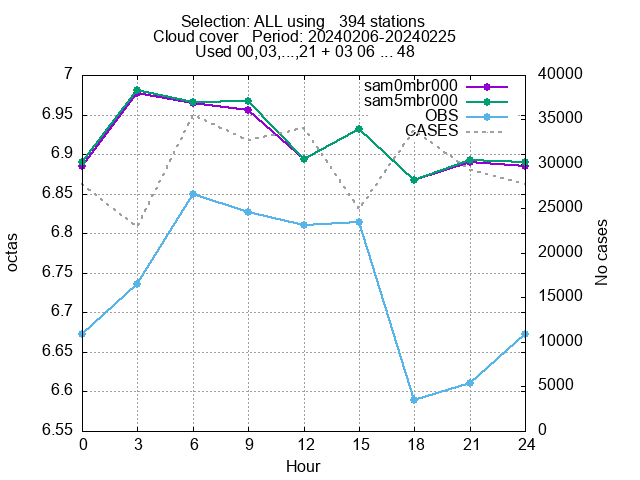 Selection: ALL using   394 stations
Cloud cover   Period: 20240206-20240225
Used 00,03,...,21 + 03 06 ... 48
sam0mbr000
sam5mbr000
OBS
CASES
7
6.95
6.9
6.85
6.8
6.75
6.7
6.65
6.6
6.55
octas
40000
35000
30000
25000
20000
15000
10000
5000
0
No cases
0 3 6 9 12 15 18 21 24
Hour